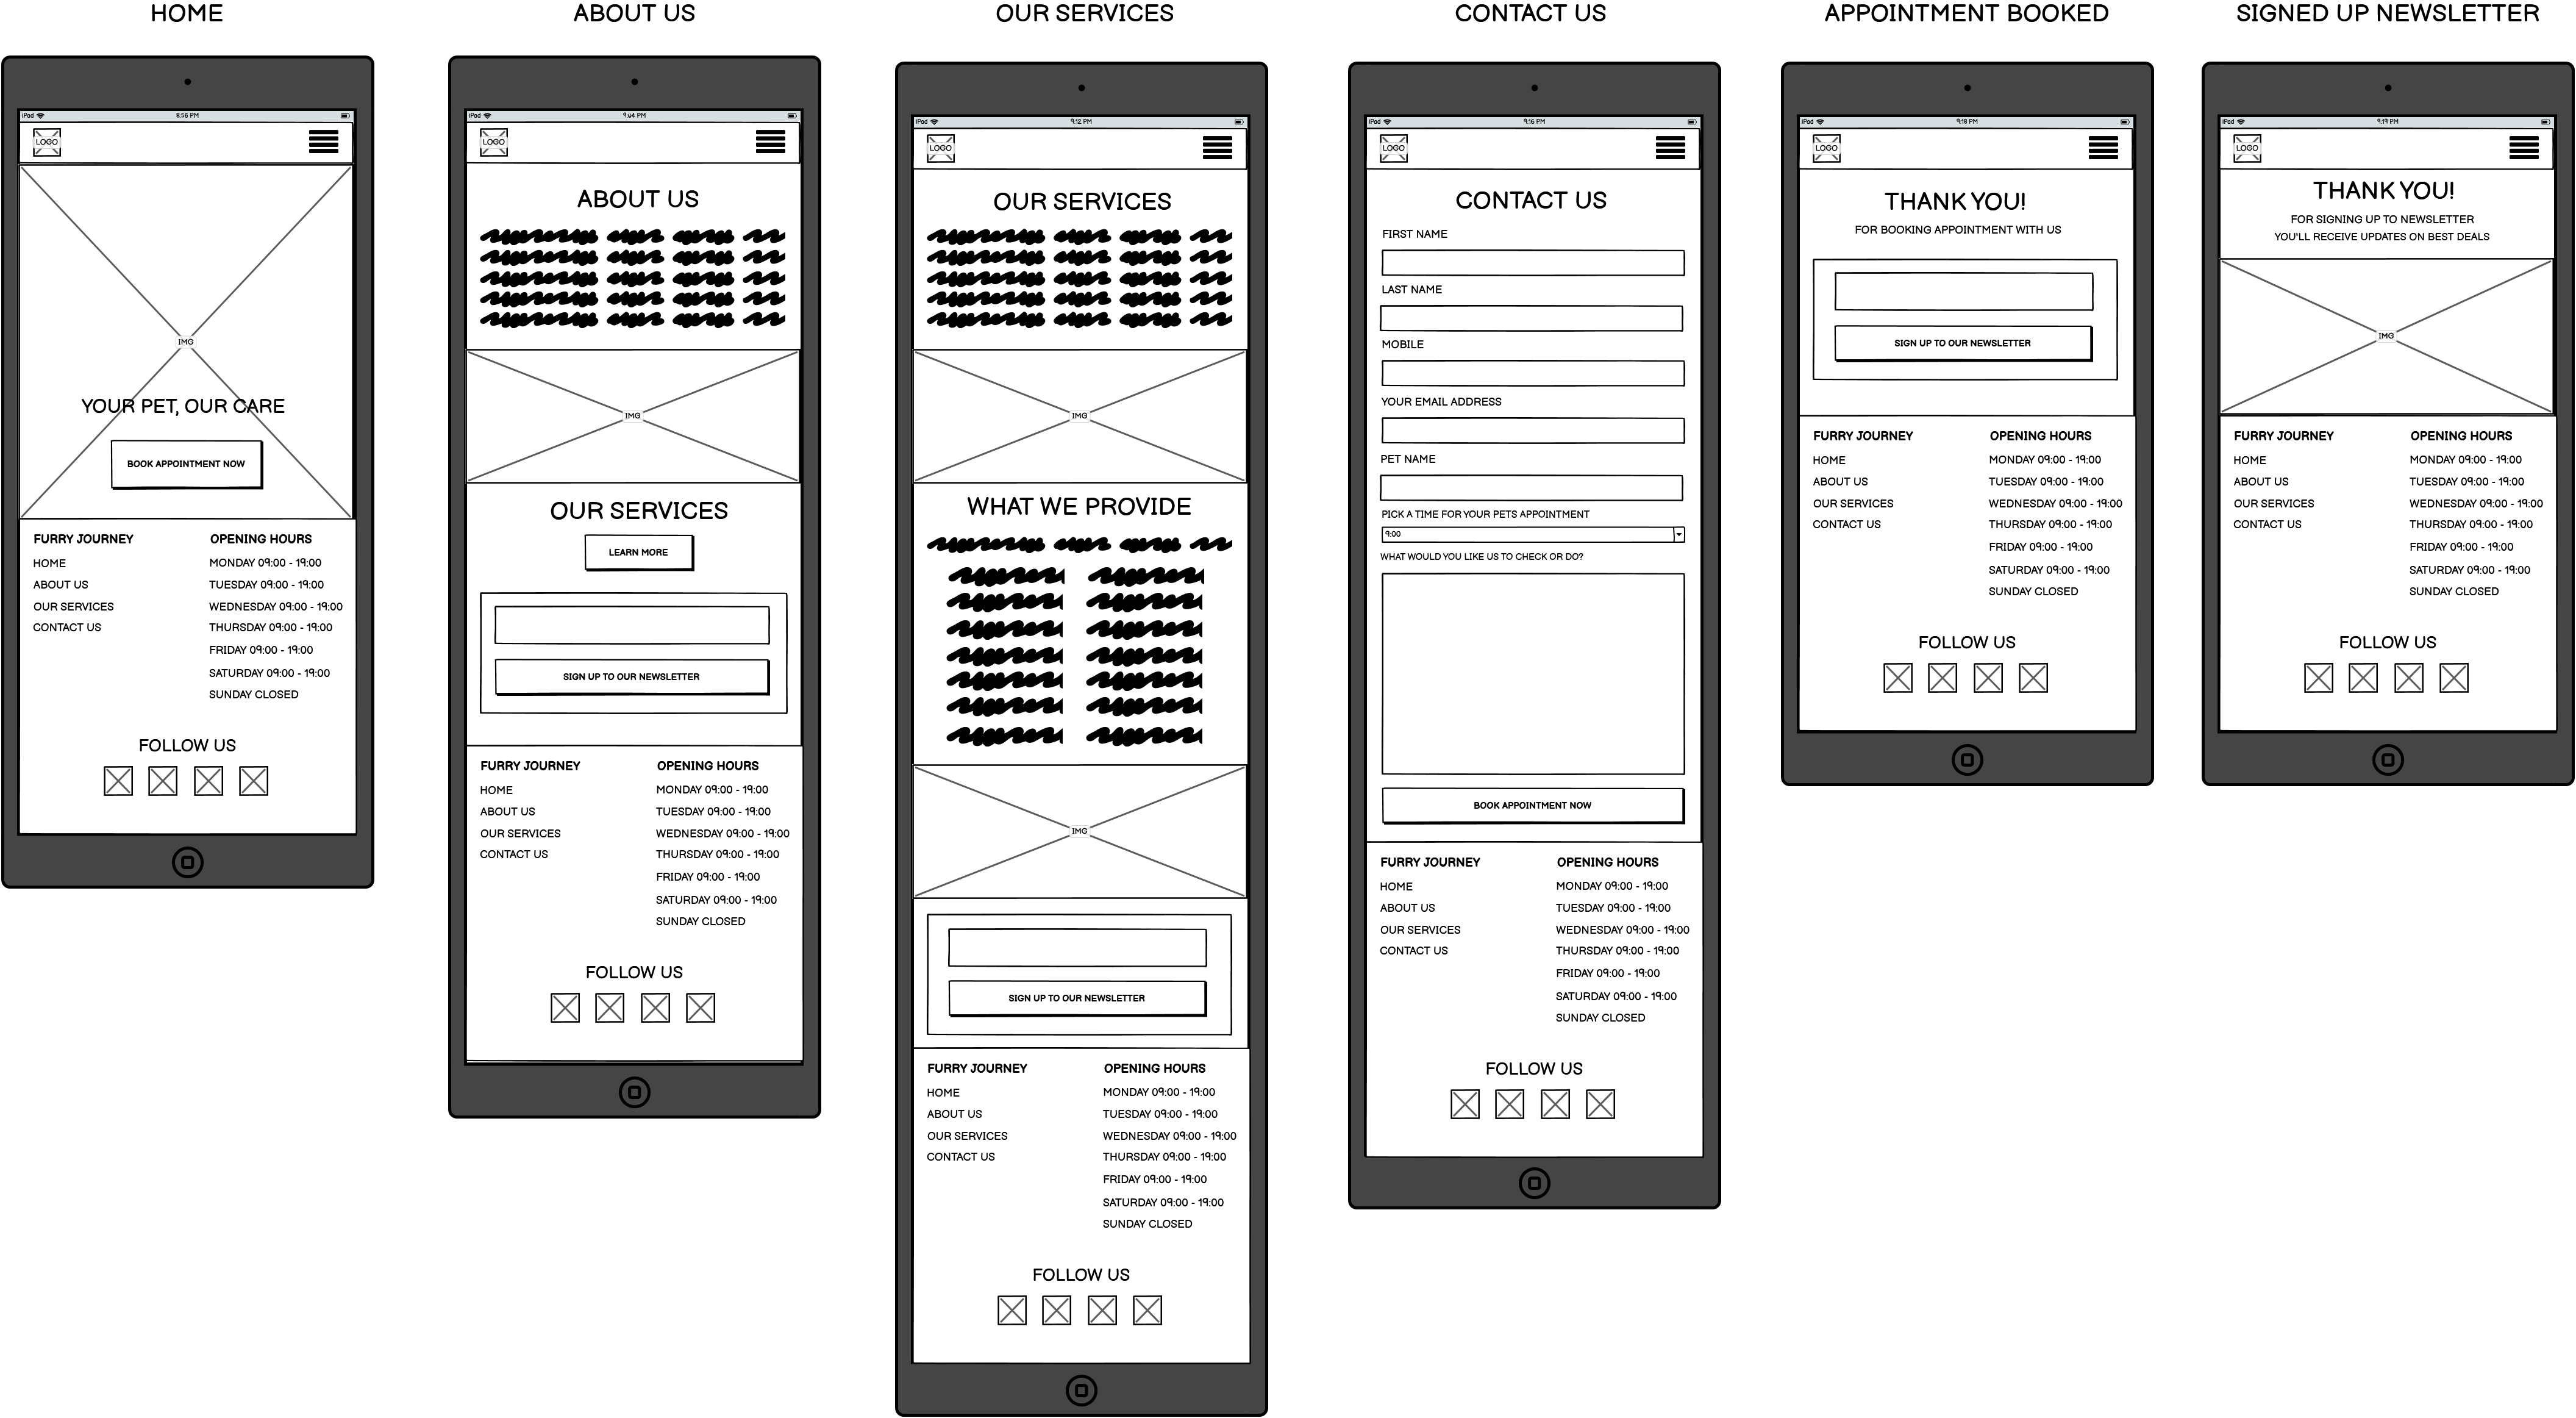 HOME
iPad
8:56 PM
LOGO
IMG
YOUR PET, OUR CARE
BOOK APPOINTMENT NOW
FURRY JOURNEY
HOME
ABOUT US
OUR SERVICES
CONTACT US
OPENING HOURS
MONDAY 09:00 - 19:00
TUESDAY 09:00 - 19:00
WEDNESDAY 09:00 - 19:00
THURSDAY 09:00 - 19:00
FRIDAY 09:00 - 19:00
SATURDAY 09:00 - 19:00
SUNDAY CLOSED
FOLLOW US
ABOUT US
iPad
9:04 PM
LOGO
ABOUT US
IMG
OUR SERVICES
LEARN MORE
SIGN UP TO OUR NEWSLETTER
FURRY JOURNEY
HOME
ABOUT US
OUR SERVICES
CONTACT US
OPENING HOURS
MONDAY 09:00 - 19:00
TUESDAY 09:00 - 19:00
WEDNESDAY 09:00 - 19:00
THURSDAY 09:00 - 19:00
FRIDAY 09:00 - 19:00
SATURDAY 09:00 - 19:00
SUNDAY CLOSED
FOLLOW US
OUR SERVICES
iPad
9:12 PM
LOGO
OUR SERVICES
IMG
WHAT WE PROVIDE
IMG
SIGN UP TO OUR NEWSLETTER
FURRY JOURNEY
HOME
ABOUT US
OUR SERVICES
CONTACT US
OPENING HOURS
MONDAY 09:00 - 19:00
TUESDAY 09:00 - 19:00
WEDNESDAY 09:00 - 19:00
THURSDAY 09:00 - 19:00
FRIDAY 09:00 - 19:00
SATURDAY 09:00 - 19:00
SUNDAY CLOSED
FOLLOW US
CONTACT US
iPad
9:16 PM
LOGO
CONTACT US
FIRST NAME
LAST NAME
MOBILE
YOUR EMAIL ADDRESS
PET NAME
PICK A TIME FOR YOUR PETS APPOINTMENT
9:00
WHAT WOULD YOU LIKE US TO CHECK OR DO?
BOOK APPOINTMENT NOW
FURRY JOURNEY
HOME
ABOUT US
OUR SERVICES
CONTACT US
OPENING HOURS
MONDAY 09:00 - 19:00
TUESDAY 09:00 - 19:00
WEDNESDAY 09:00 - 19:00
THURSDAY 09:00 - 19:00
FRIDAY 09:00 - 19:00
SATURDAY 09:00 - 19:00
SUNDAY CLOSED
FOLLOW US
APPOINTMENT BOOKED
iPad
9:18 PM
LOGO
THANK YOU!
FOR BOOKING APPOINTMENT WITH US
SIGN UP TO OUR NEWSLETTER
FURRY JOURNEY
HOME
ABOUT US
OUR SERVICES
CONTACT US
OPENING HOURS
MONDAY 09:00 - 19:00
TUESDAY 09:00 - 19:00
WEDNESDAY 09:00 - 19:00
THURSDAY 09:00 - 19:00
FRIDAY 09:00 - 19:00
SATURDAY 09:00 - 19:00
SUNDAY CLOSED
FOLLOW US
SIGNED UP NEWSLETTER
iPad
9:19 PM
LOGO
THANK YOU!
FOR SIGNING UP TO NEWSLETTER
YOU'LL RECEIVE UPDATES ON BEST DEALS
IMG
FURRY JOURNEY
HOME
ABOUT US
OUR SERVICES
CONTACT US
OPENING HOURS
MONDAY 09:00 - 19:00
TUESDAY 09:00 - 19:00
WEDNESDAY 09:00 - 19:00
THURSDAY 09:00 - 19:00
FRIDAY 09:00 - 19:00
SATURDAY 09:00 - 19:00
SUNDAY CLOSED
FOLLOW US